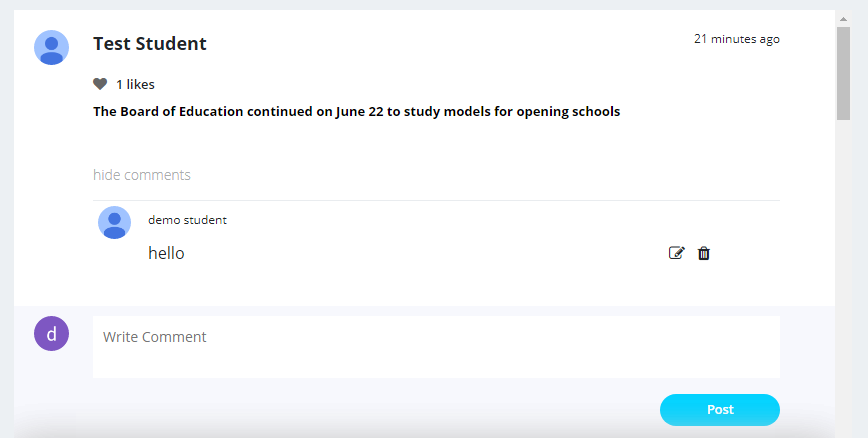 Test Student
21 minutes ago
1 likes
The Board of Education continued on June 22 to study models for opening schools
hide comments
demo student
hello
d
Write Comment
Post